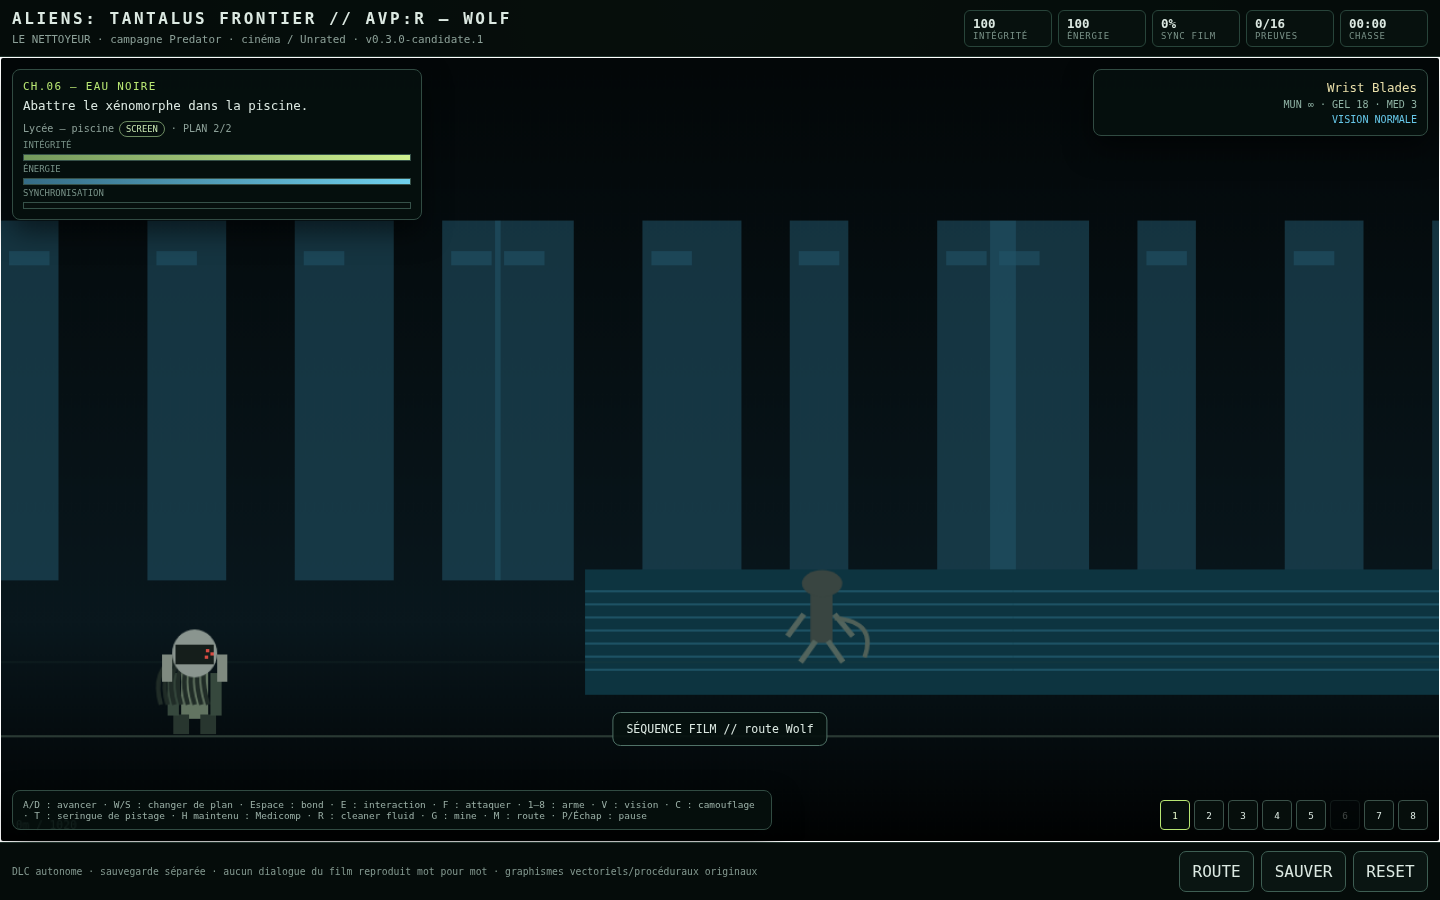 ALIENS: TANTALUS FRONTIER // AVP:R — WOLF
LE NETTOYEUR · campagne Predator · cinéma / Unrated · v0.3.0-candidate.1
100
INTÉGRITÉ
100
ÉNERGIE
0%
SYNC FILM
0/16
PREUVES
00:00
CHASSE
CH.06 — EAU NOIRE
Abattre le xénomorphe dans la piscine.
Lycée — piscine SCREEN · PLAN 2/2
INTÉGRITÉ
ÉNERGIE
SYNCHRONISATION
Wrist Blades
MUN ∞ · GEL 18 · MED 3
VISION NORMALE
SÉQUENCE FILM // route Wolf
A/D : avancer · W/S : changer de plan · Espace : bond · E : interaction · F : attaquer · 1–8 : arme · V : vision · C : camouflage
· T : seringue de pistage · H maintenu : Medicomp · R : cleaner fluid · G : mine · M : route · P/Échap : pause
1 2 3 4 5 6 7 8
DLC autonome · sauvegarde séparée · aucun dialogue du film reproduit mot pour mot · graphismes vectoriels/procéduraux originaux
ROUTE SAUVER RESET